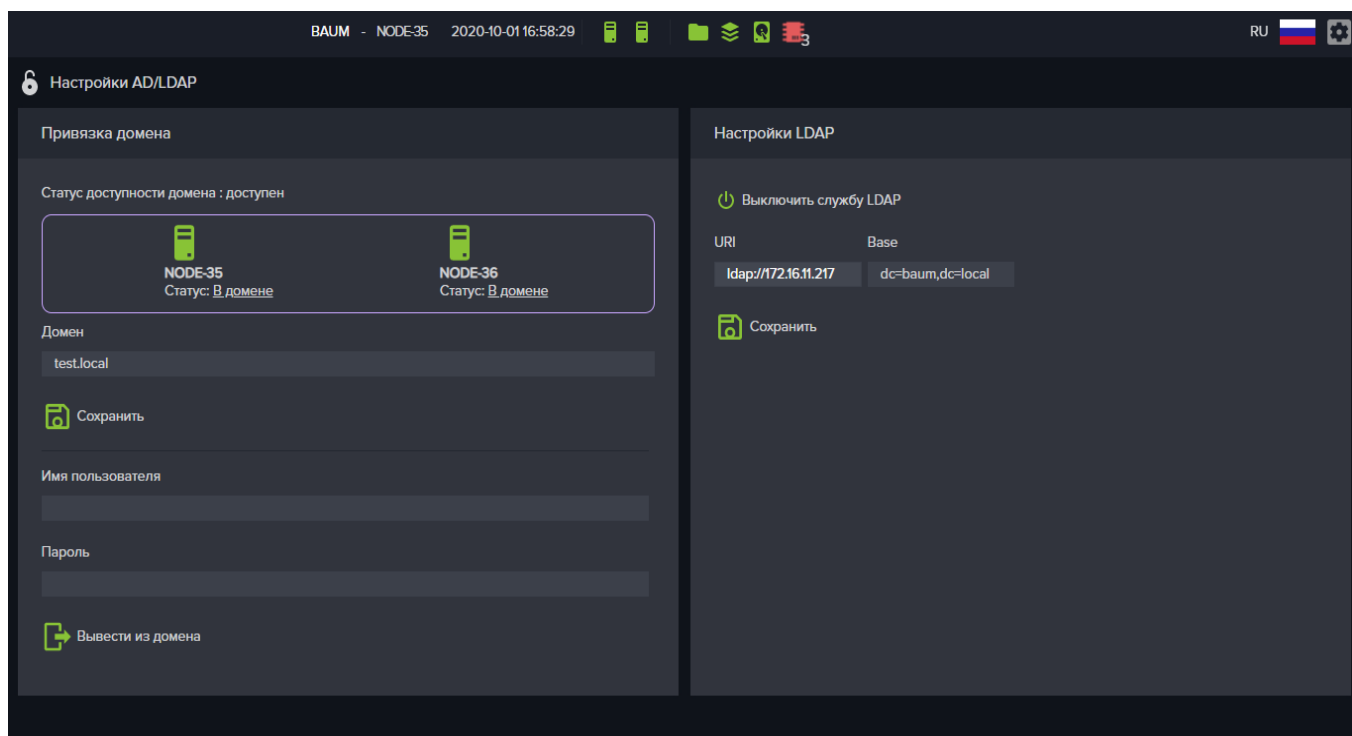 BAUM - NODE-35 2020-10-01 16:58:29 3 RU
Настройки AD/LDAP
Привязка домена
Статус доступности домена : доступен
NODE-35
Статус: В домене
NODE-36
Статус: В домене
Домен
test.local
Сохранить
Имя пользователя
Пароль
Вывести из домена
Настройки LDAP
Выключить службу LDAP
URI Base
ldap://172.16.11.217 dc=baum,dc=local
Сохранить